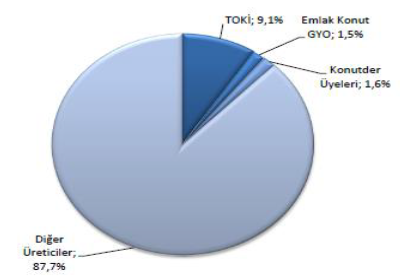 TOKİ; 9,1%
Emlak Konut
GYO; 1,5%
Konutder
Üyeleri; 1,6%
Diğer
Üreticiler;
87,7%